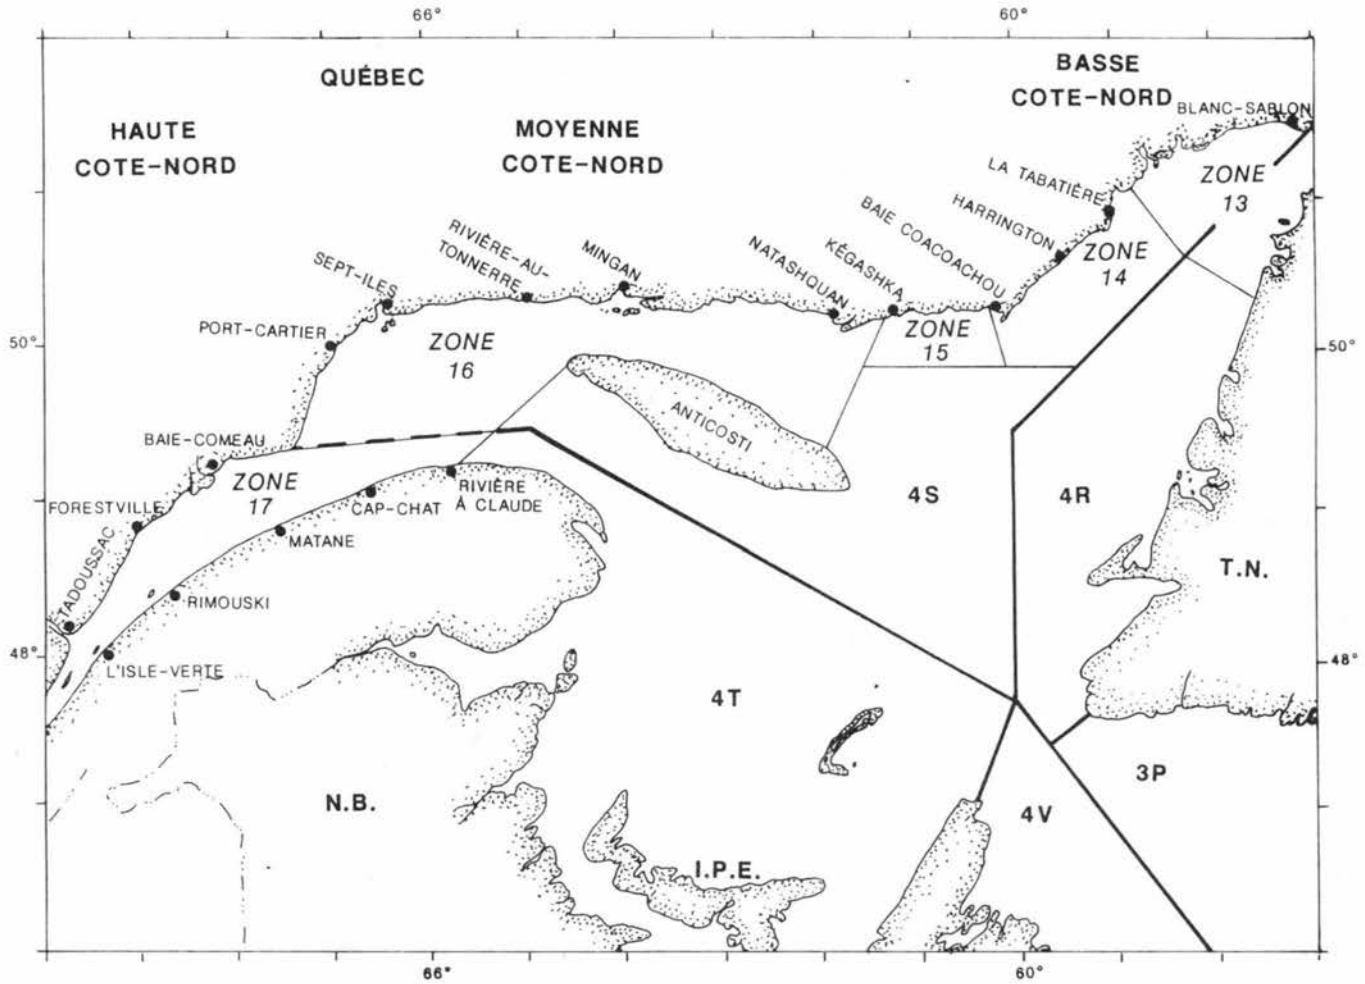 66°
60°
QUÉBEC
BASSE
COTE-NORD
BLANC-SABLON
HAUTE
COTE-NORD
MOYENNE
COTE-NORD
LA TABATIÈRE
ZONE
13
HARRINGTON
BAIE COACOACHOU
KÉGASHKA
NATASHQUAN
MINGAN
RIVIÈRE-AU-
TONNERRE
SEPT-ILES
ZONE
14
PORT-CARTIER
ZONE
16
ZONE
15
50°
50°
ANTICOSTI
BAIE-COMEAU
ZONE
17
RIVIÈRE
À CLAUDE
CAP-CHAT
4S
4R
FORESTVILLE
MATANE
TADOUSSAC
T.N.
RIMOUSKI
48°
48°
L'ISLE-VERTE
4T
3P
N.B.
4V
I.P.E.
66°
60°